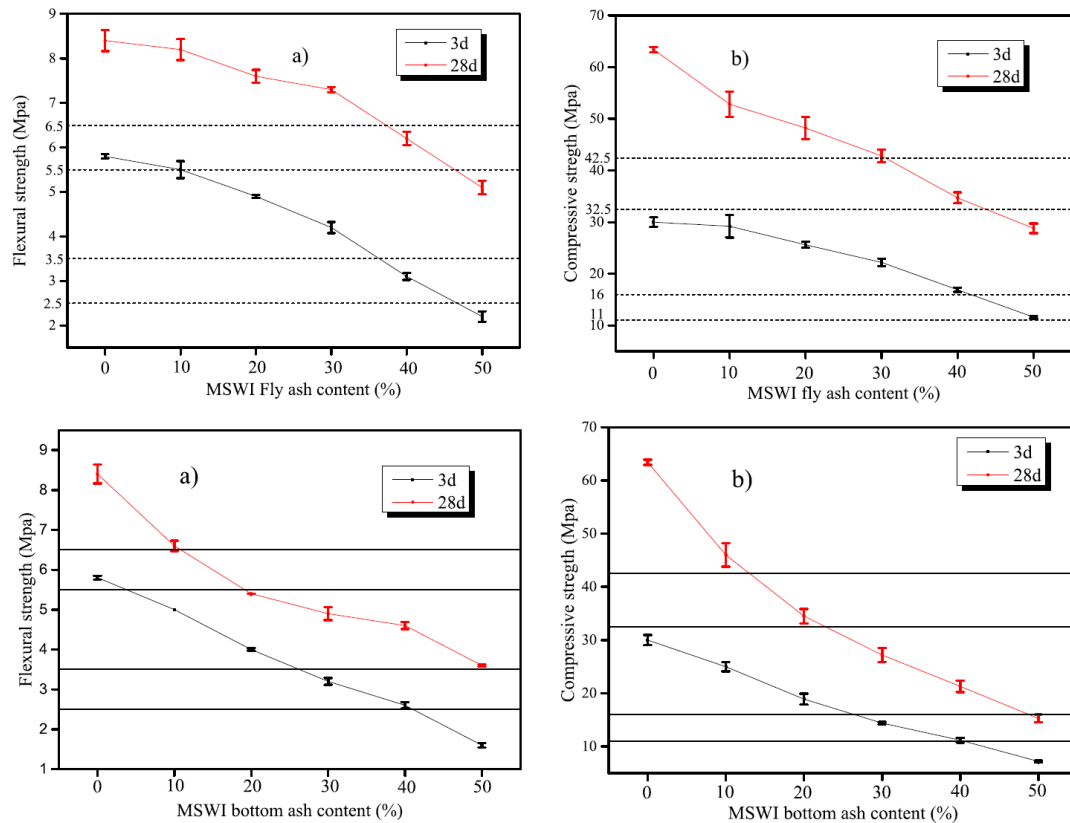 Flexural strength (Mpa)
9
8
7
6.5
5.5
5
4
3.5
3
2.5
2
a)
3d
28d
0 10 20 30 40 50
MSWI Fly ash content (%)
Compressive stregth (Mpa)
70
60
50
42.5
40
32.5
30
20
16
11
10
b)
3d
28d
0 10 20 30 40 50
MSWI fly ash content (%)
Flexural strength (Mpa)
9
8
7
6
5
4
3
2
1
a)
3d
28d
0 10 20 30 40 50
MSWI bottom ash content (%)
Compressive stregth (Mpa)
70
60
50
40
30
20
10
b)
3d
28d
0 10 20 30 40 50
MSWI bottom ash content (%)